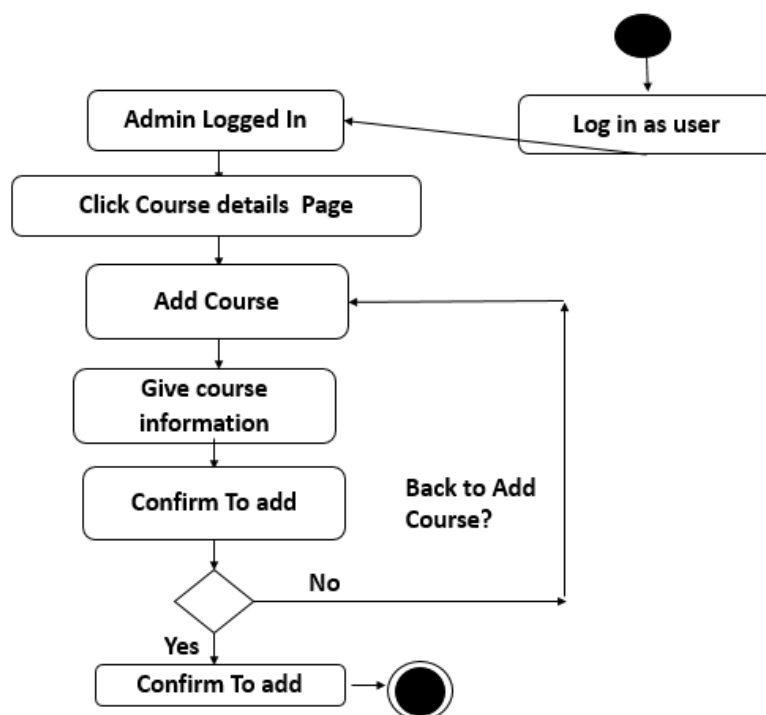 Admin Logged In
Log in as user
Click Course details Page
Add Course
Give course
information
Confirm To add
Back to Add
Course?
No
Yes
Confirm To add